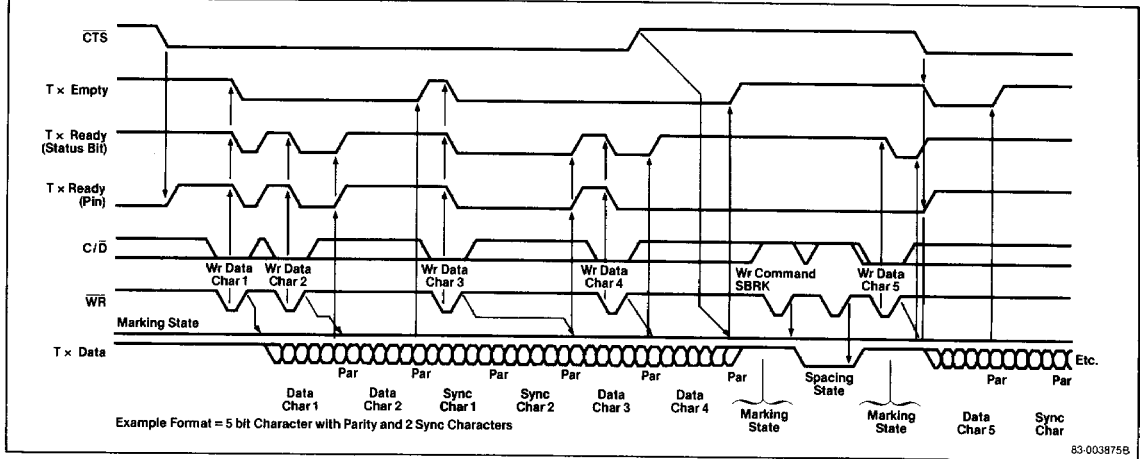 CTS
T × Empty
T × Ready
(Status Bit)
T × Ready
(Pin)
C/D
Wr Data
Char 1
Wr Data
Char 2
Wr Data
Char 3
Wr Data
Char 4
Wr Command
SBRK
Wr Data
Char 5
WR
Marking State
T × Data
Etc.
Par Par Par Par Par Par Par Par
Spacing
State
Data
Char 1
Data
Char 2
Sync
Char 1
Sync
Char 2
Data
Char 3
Data
Char 4
Marking
State
Marking
State
Data
Char 5
Sync
Char
Example Format = 5 bit Character with Parity and 2 Sync Characters
83-003875B